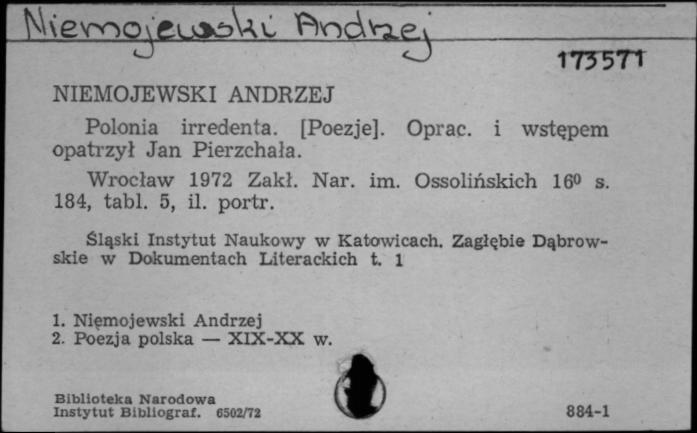 Niemojewski Andrzej
173571
NIEMOJEWSKI ANDRZEJ
Polonia irredenta. [Poezje]. Oprac. i wstępem
opatrzył Jan Pierzchała.
Wrocław 1972 Zakł. Nar. im. Ossolińskich 16⁰ s.
184, tabl. 5, il. portr.
Śląski Instytut Naukowy w Katowicach. Zagłębie Dąbrow-
skie w Dokumentach Literackich t. 1
1. Niemojewski Andrzej
2. Poezja polska — XIX-XX w.
Biblioteka Narodowa
Instytut Bibliograf. 6502/72
884-1